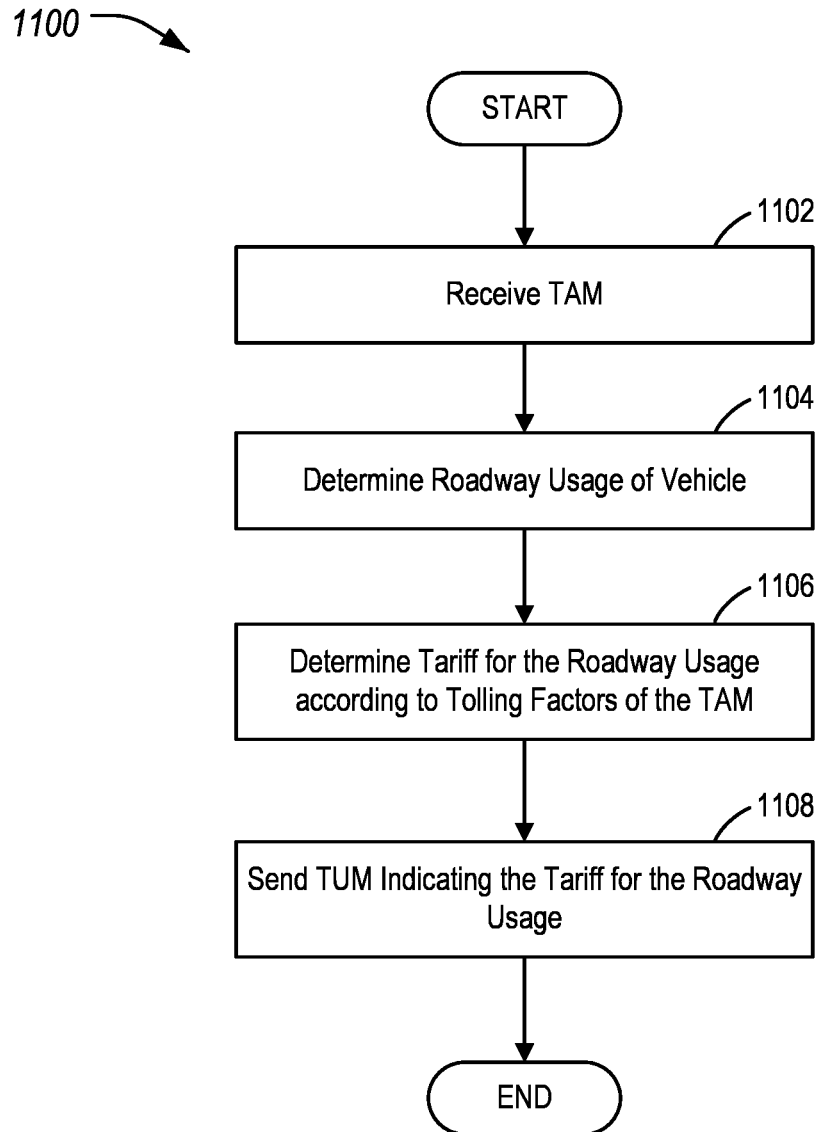 1100
START
1102
Receive TAM
1104
Determine Roadway Usage of Vehicle
1106
Determine Tariff for the Roadway Usage
according to Tolling Factors of the TAM
1108
Send TUM Indicating the Tariff for the Roadway
Usage
END